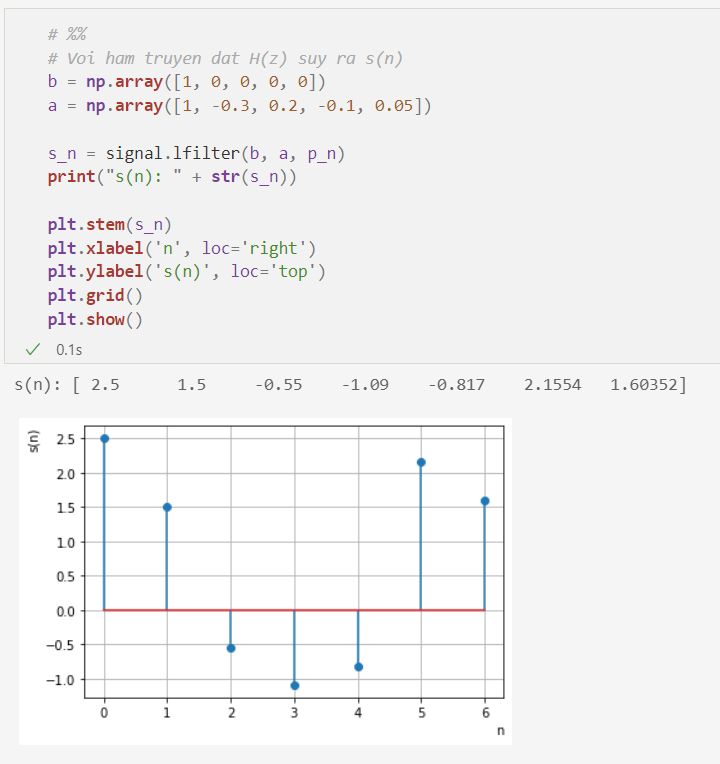 # %%
# Voi ham truyen dat H(z) suy ra s(n)
b = np.array([1, 0, 0, 0, 0])
a = np.array([1, -0.3, 0.2, -0.1, 0.05])
s_n = signal.lfilter(b, a, p_n)
print("s(n): " + str(s_n))
plt.stem(s_n)
plt.xlabel('n', loc='right')
plt.ylabel('s(n)', loc='top')
plt.grid()
plt.show()
✓ 0.1s
s(n): [ 2.5 1.5 -0.55 -1.09 -0.817 2.1554 1.60352]
s(n)
2.5
2.0
1.5
1.0
0.5
0.0
−0.5
−1.0
0 1 2 3 4 5 6
n